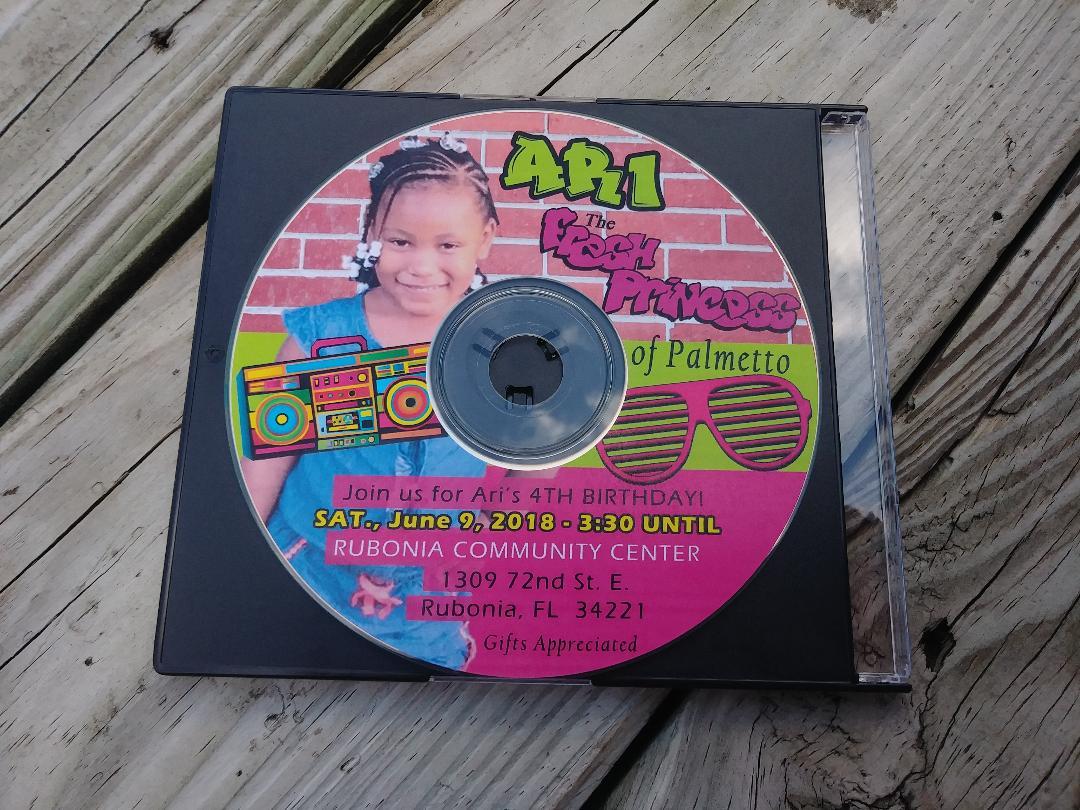 ARI
The
Fresh
Princess
of Palmetto
Join us for Ari's 4TH BIRTHDAY!
SAT., June 9, 2018 - 3:30 UNTIL
RUBONIA COMMUNITY CENTER
1309 72nd St. E.
Rubonia, FL 34221
Gifts Appreciated